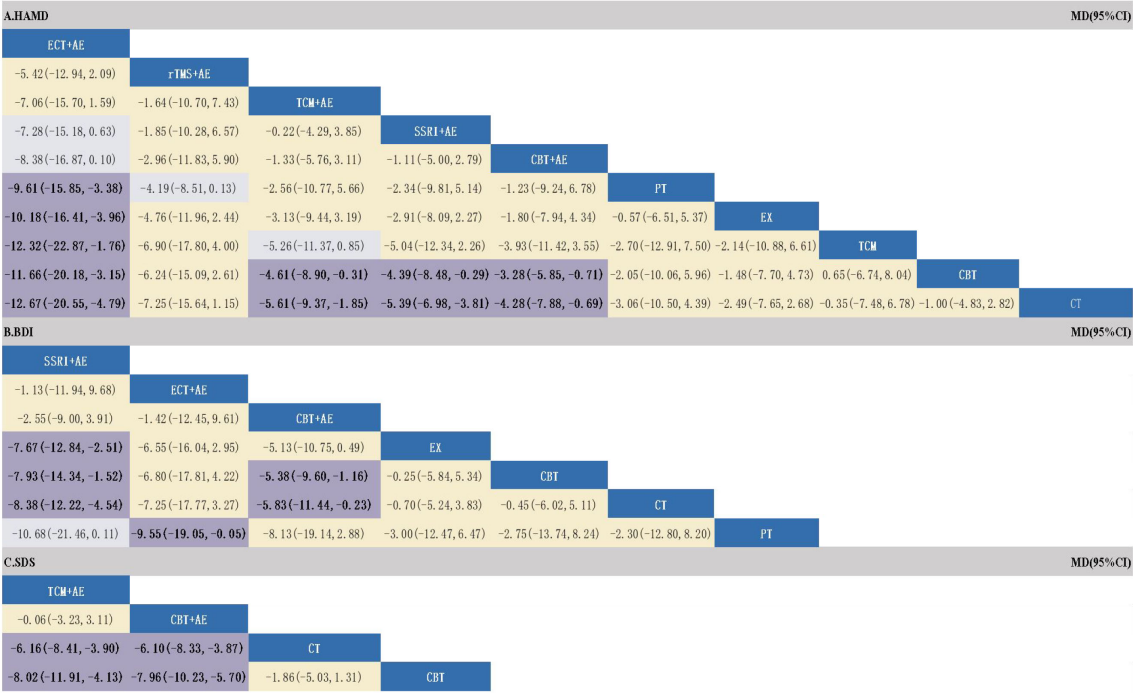 A.HAMD MD(95%CI)
ECT+AE
-5.42(-12.94, 2.09) rTMS+AE
-7.06(-15.70, 1.59) -1.64(-10.70, 7.43) TCM+AE
-7.28(-15.18, 0.63) -1.85(-10.28, 6.57) -0.22(-4.29, 3.85) SSRI+AE
-8.38(-16.87, 0.10) -2.96(-11.83, 5.90) -1.33(-5.76, 3.11) -1.11(-5.00, 2.79) CBT+AE
-9.61(-15.85, -3.38) -4.19(-8.51, 0.13) -2.56(-10.77, 5.66) -2.34(-9.81, 5.14) -1.23(-9.24, 6.78) PT
-10.18(-16.41, -3.96) -4.76(-11.96, 2.44) -3.13(-9.44, 3.19) -2.91(-8.09, 2.27) -1.80(-7.94, 4.34) -0.57(-6.51, 5.37) EX
-12.32(-22.87, -1.76) -6.90(-17.80, 4.00) -5.26(-11.37, 0.85) -5.04(-12.34, 2.26) -3.93(-11.42, 3.55) -2.70(-12.91, 7.50) -2.14(-10.88, 6.61) TCM
-11.66(-20.18, -3.15) -6.24(-15.09, 2.61) -4.61(-8.90, -0.31) -4.39(-8.48, -0.29) -3.28(-5.85, -0.71) -2.05(-10.06, 5.96) -1.48(-7.70, 4.73) 0.65(-6.74, 8.04) CBT
-12.67(-20.55, -4.79) -7.25(-15.64, 1.15) -5.61(-9.37, -1.85) -5.39(-6.98, -3.81) -4.28(-7.88, -0.69) -3.06(-10.50, 4.39) -2.49(-7.65, 2.68) -0.35(-7.48, 6.78) -1.00(-4.83, 2.82) CT
B.BDI MD(95%CI)
SSRI+AE
-1.13(-11.94, 9.68) ECT+AE
-2.55(-9.00, 3.91) -1.42(-12.45, 9.61) CBT+AE
-7.67(-12.84, -2.51) -6.55(-16.04, 2.95) -5.13(-10.75, 0.49) EX
-7.93(-14.34, -1.52) -6.80(-17.81, 4.22) -5.38(-9.60, -1.16) -0.25(-5.84, 5.34) CBT
-8.38(-12.22, -4.54) -7.25(-17.77, 3.27) -5.83(-11.44, -0.23) -0.70(-5.24, 3.83) -0.45(-6.02, 5.11) CT
-10.68(-21.46, 0.11) -9.55(-19.05, -0.05) -8.13(-19.14, 2.88) -3.00(-12.47, 6.47) -2.75(-13.74, 8.24) -2.30(-12.80, 8.20) PT
C.SDS MD(95%CI)
TCM+AE
-0.06(-3.23, 3.11) CBT+AE
-6.16(-8.41, -3.90) -6.10(-8.33, -3.87) CT
-8.02(-11.91, -4.13) -7.96(-10.23, -5.70) -1.86(-5.03, 1.31) CBT